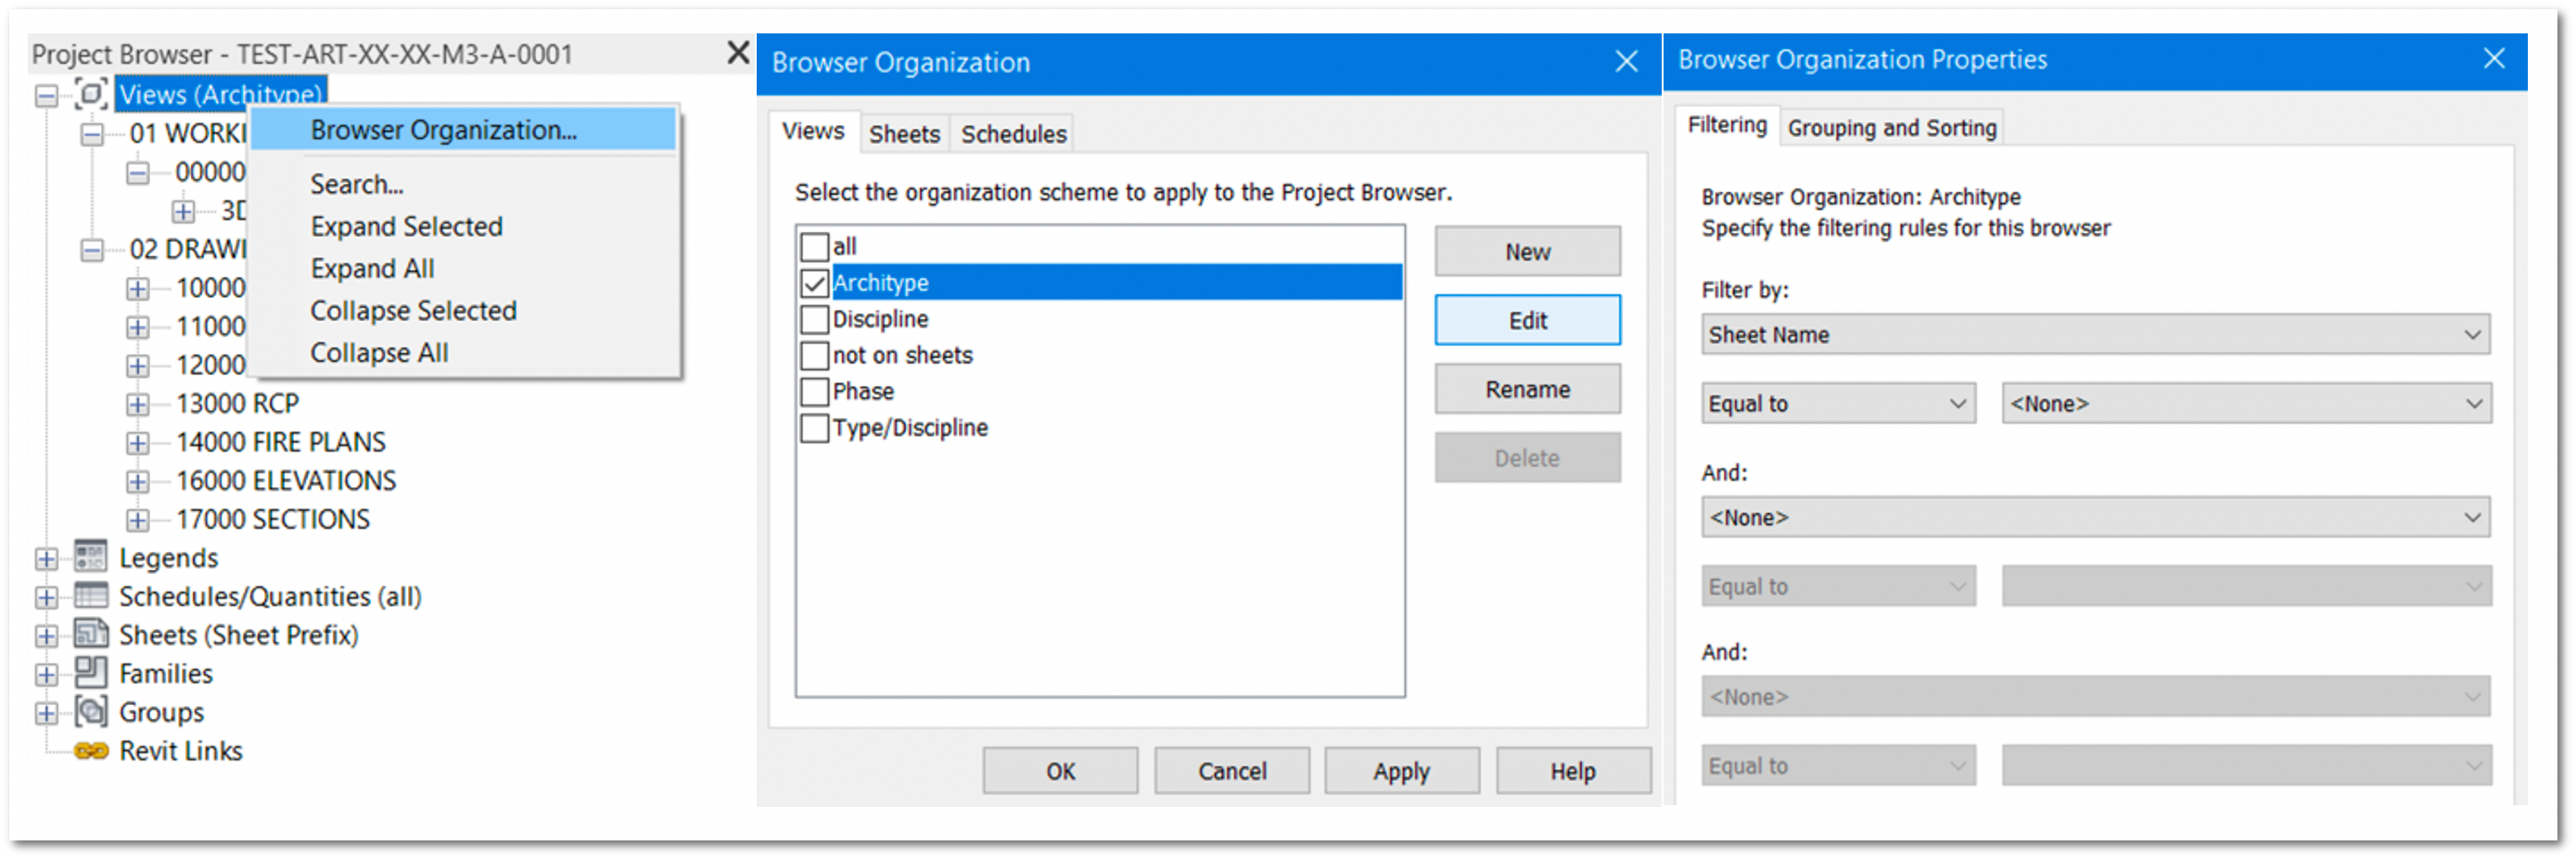 Project Browser - TEST-ART-XX-XX-M3-A-0001
Views (Architype)
01 WORKI
00000
3D
02 DRAWI
10000
11000
12000
13000 RCP
14000 FIRE PLANS
16000 ELEVATIONS
17000 SECTIONS
Legends
Schedules/Quantities (all)
Sheets (Sheet Prefix)
Families
Groups
Revit Links
Browser Organization...
Search...
Expand Selected
Expand All
Collapse Selected
Collapse All
Browser Organization
Views Sheets Schedules
Select the organization scheme to apply to the Project Browser.
all
Architype
Discipline
not on sheets
Phase
Type/Discipline
New
Edit
Rename
Delete
OK Cancel Apply Help
Browser Organization Properties
Filtering Grouping and Sorting
Browser Organization: Architype
Specify the filtering rules for this browser
Filter by:
Sheet Name
Equal to <None>
And:
<None>
Equal to
And:
<None>
Equal to